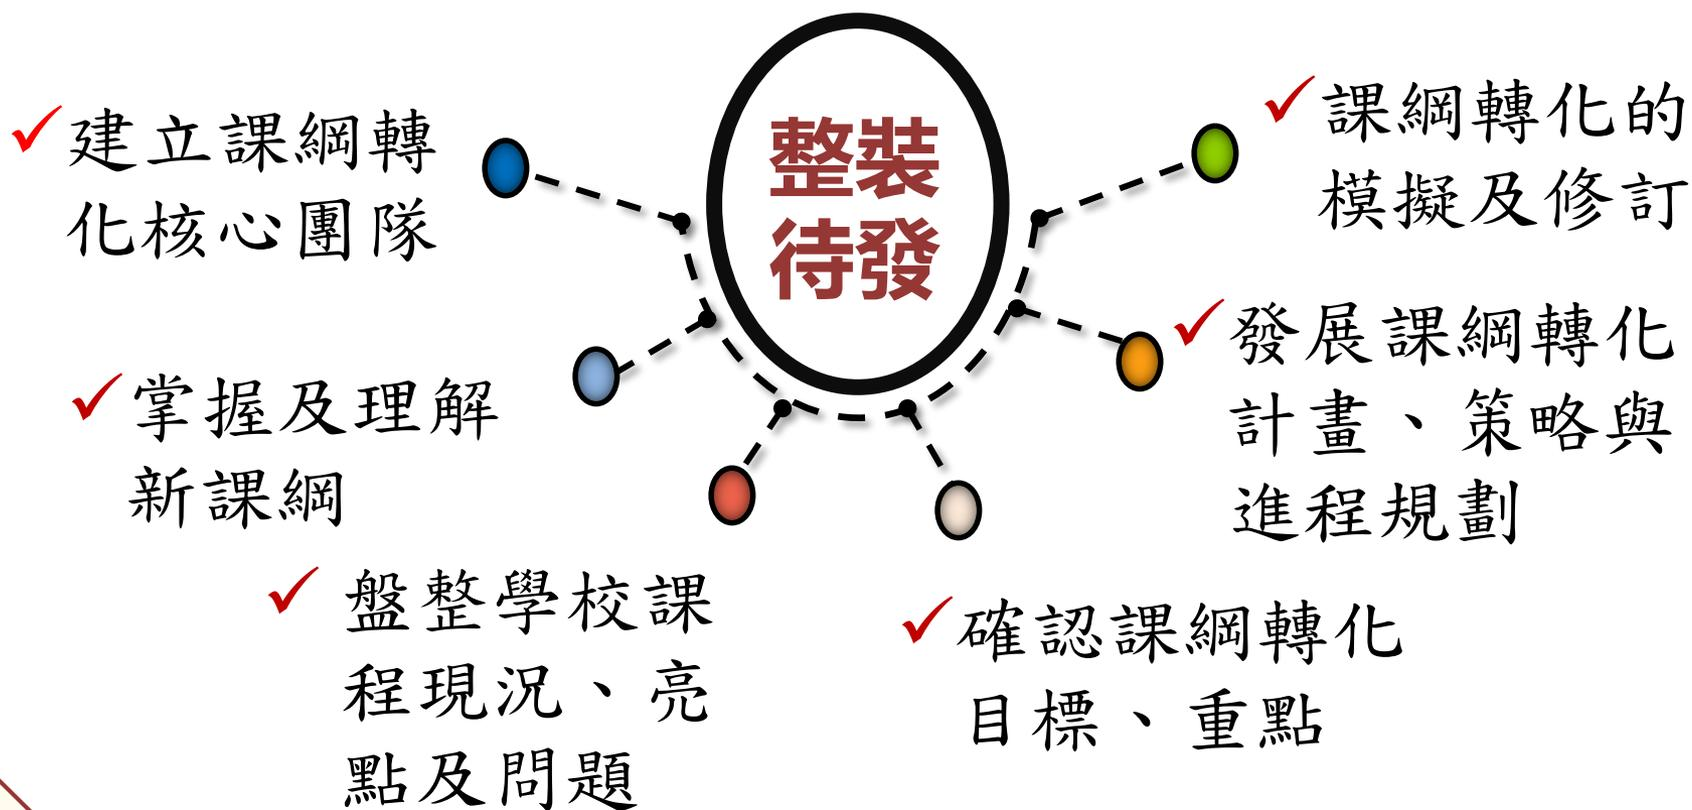 整裝
待發
建立課綱轉
化核心團隊
掌握及理解
新課綱
盤整學校課
程現況、亮
點及問題
確認課綱轉化
目標、重點
發展課綱轉化
計畫、策略與
進程規劃
課綱轉化的
模擬及修訂